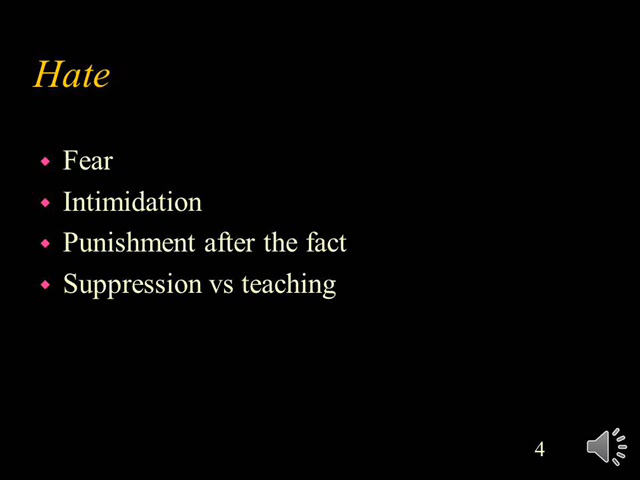 Hate
Fear
Intimidation
Punishment after the fact
Suppression vs teaching
4